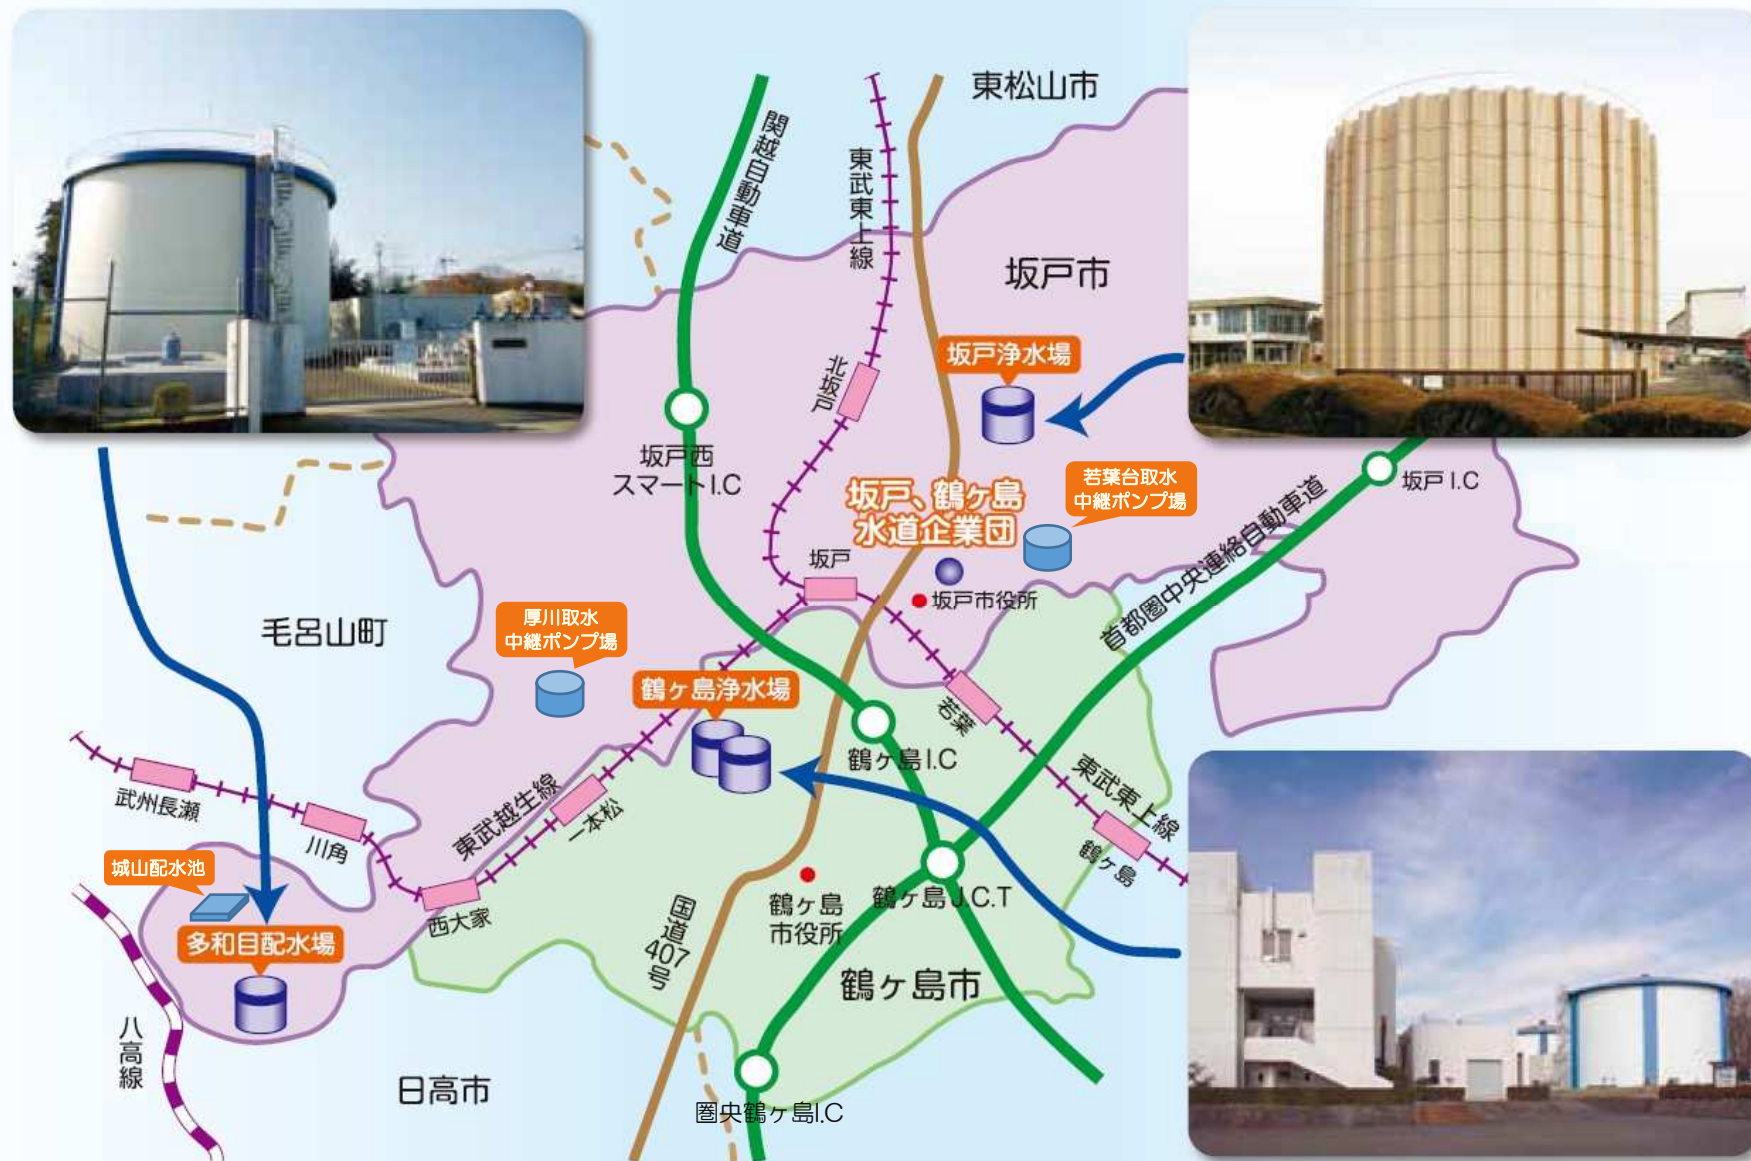 東松山市
関越自動車道
東武東上線
坂戸市
坂戸浄水場
北坂戸
坂戸西
スマートI.C
坂戸、鶴ヶ島
水道企業団
若葉台取水
中継ポンプ場
坂戸 I.C
首都圏中央連絡自動車道
坂戸
坂戸市役所
毛呂山町
厚川取水
中継ポンプ場
鶴ヶ島浄水場
若葉
鶴ヶ島I.C
東武東上線
鶴ヶ島
武州長瀬
川角
東武越生線
一本松
城山配水池
西大家
多和目配水場
鶴ヶ島
市役所
鶴ヶ島J.C.T
国道
407
号
鶴ヶ島市
八高線
日高市
圏央鶴ヶ島I.C